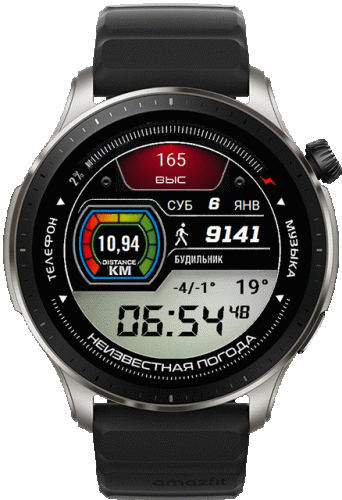 165
ВЫС
2% М
СУБ 6 ЯНВ
ТЕЛЕФОН
МУЗЫКА
10,94
DISTANCE
KM
9141
БУДИЛЬНИК
-4/-1° 19°
06:54 48
НЕИЗВЕСТНАЯ ПОГОДА
amazfit